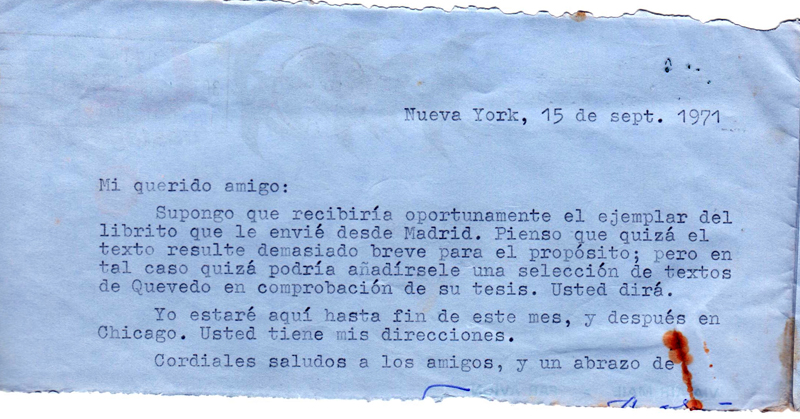 Nueva York, 15 de sept. 1971
Mi querido amigo:
Supongo que recibiría oportunamente el ejemplar del
librito que le envié desde Madrid. Pienso que quizá el
texto resulte demasiado breve para el propósito; pero en
tal caso quizá podría añadírsele una selección de textos
de Quevedo en comprobación de su tesis. Usted dirá.
Yo estaré aquí hasta fin de este mes, y después en
Chicago. Usted tiene mis direcciones.
Cordiales saludos a los amigos, y un abrazo de